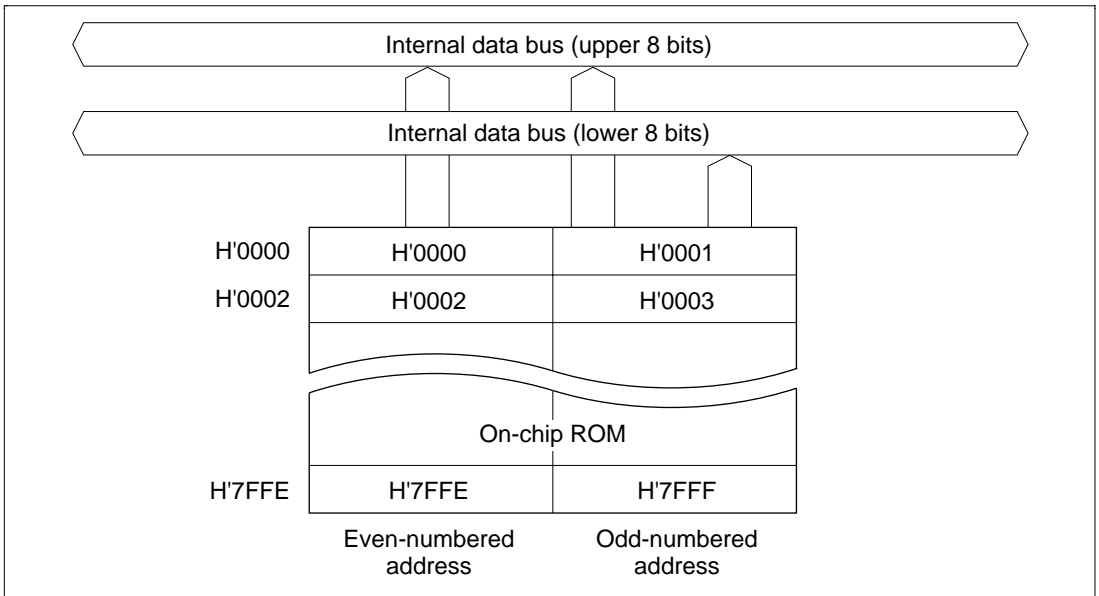 Internal data bus (upper 8 bits)
Internal data bus (lower 8 bits)
H'0000 H'0000 H'0001
H'0002 H'0002 H'0003
On-chip ROM
H'7FFE H'7FFE H'7FFF
Even-numbered address
Odd-numbered address